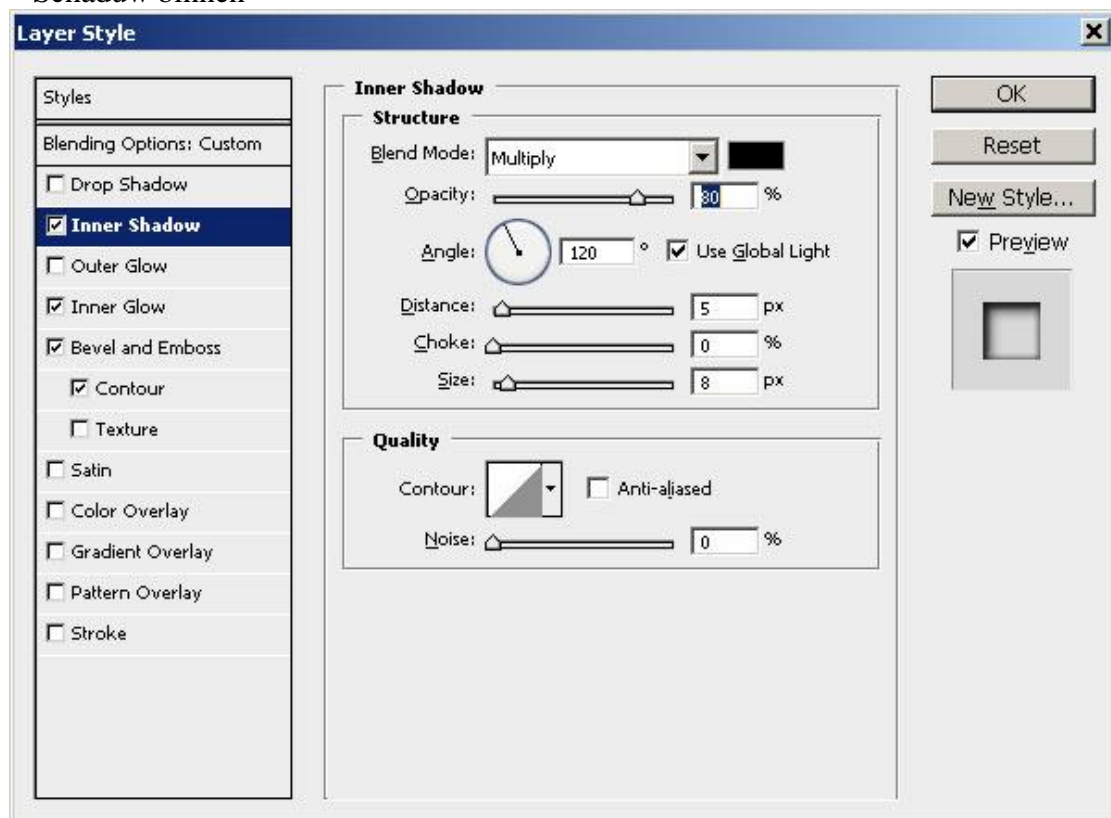 Schaduw binnen
Layer Style
Styles
Blending Options: Custom
Drop Shadow
Inner Shadow
Outer Glow
Inner Glow
Bevel and Emboss
Contour
Texture
Satin
Color Overlay
Gradient Overlay
Pattern Overlay
Stroke
Inner Shadow
Structure
Blend Mode: Multiply
Opacity: 80 %
Angle: 120 ° Use Global Light
Distance: 5 px
Choke: 0 %
Size: 8 px
Quality
Contour: Anti-aliased
Noise: 0 %
OK
Reset
New Style...
Preview